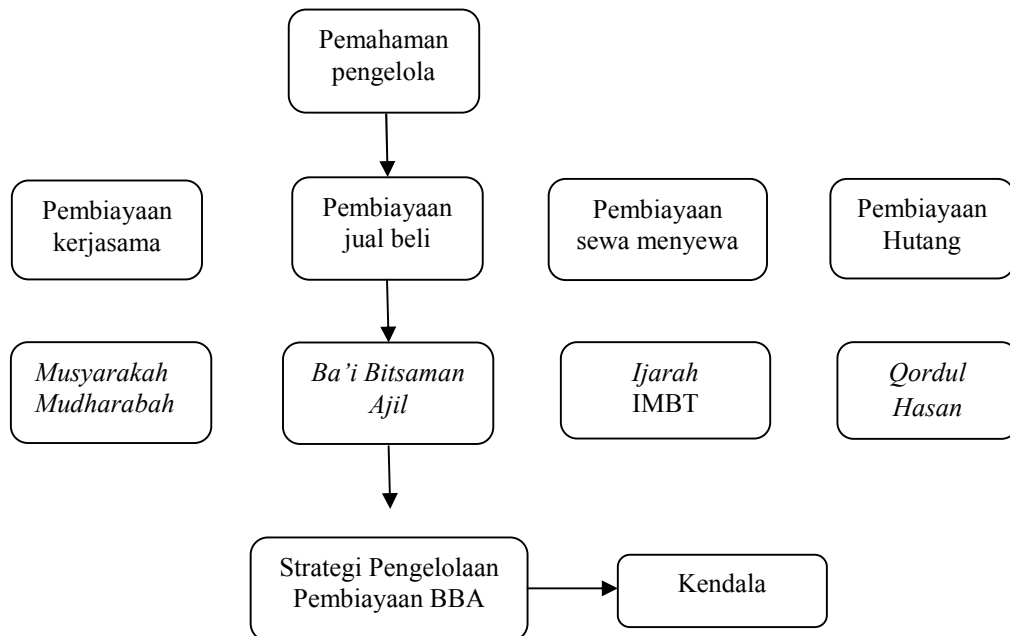 Pemahaman
pengelola
Pembiayaan
kerjasama
Pembiayaan
jual beli
Pembiayaan
sewa menyewa
Pembiayaan
Hutang
Musyarakah
Mudharabah
Ba’i Bitsaman
Ajil
Ijarah
IMBT
Qordul
Hasan
Strategi Pengelolaan
Pembiayaan BBA
Kendala